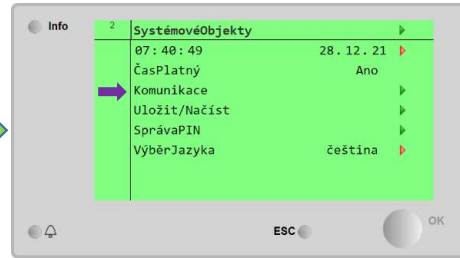 Info
2 SystémovéObjekty
07:40:49 28.12.21
ČasPlatný Ano
Komunikace
Uložit/Načíst
SprávaPIN
VýběrJazyka čeština
ESC
OK